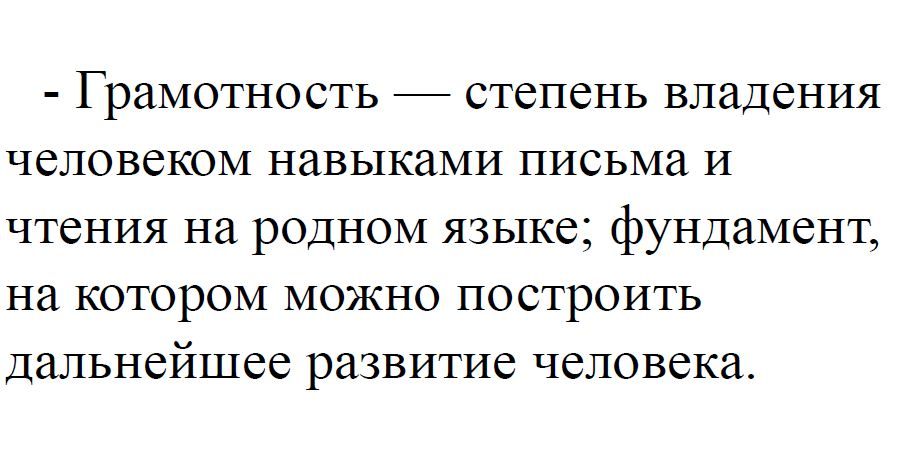 - Грамотность — степень владения
человеком навыками письма и
чтения на родном языке; фундамент,
на котором можно построить
дальнейшее развитие человека.